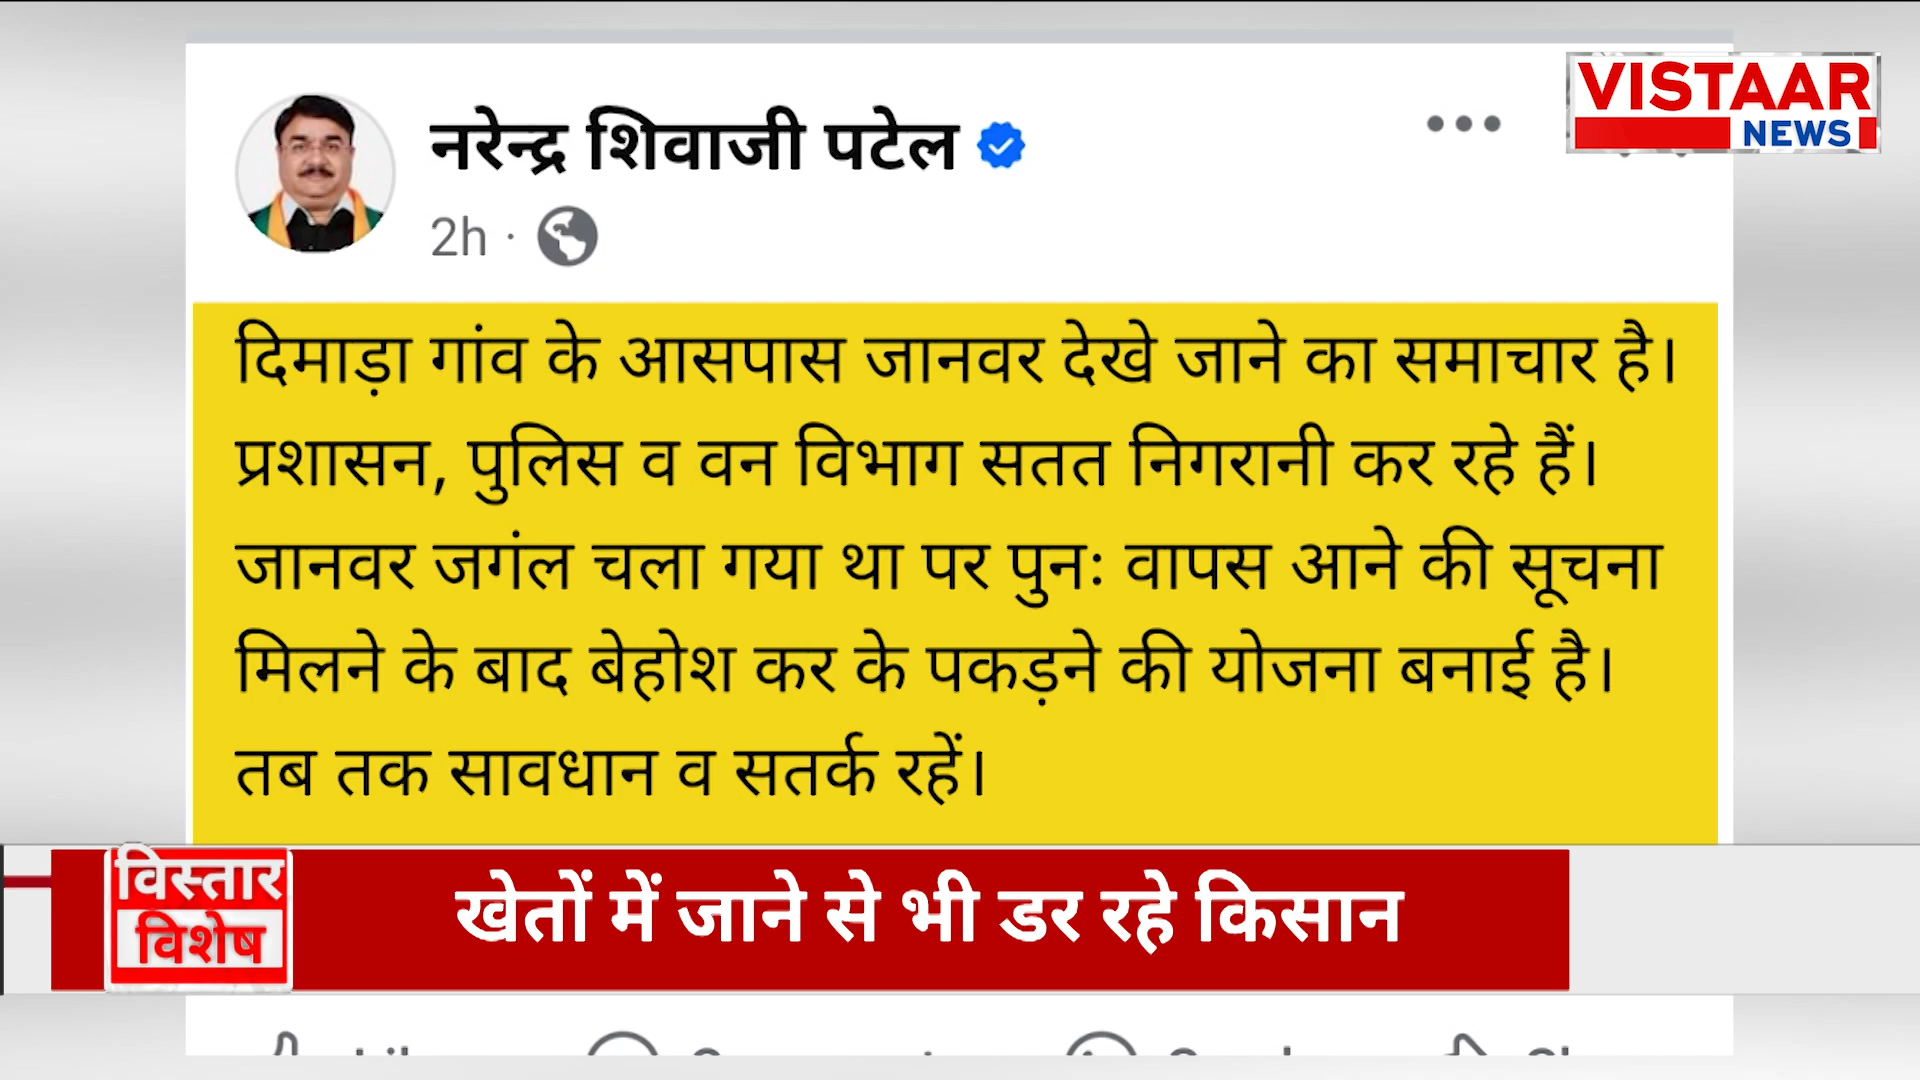 नरेन्द्र शिवाजी पटेल
VISTAAR
NEWS
2h ·
दिमाड़ा गांव के आसपास जानवर देखे जाने का समाचार है।
प्रशासन, पुलिस व वन विभाग सतत निगरानी कर रहे हैं।
जानवर जगंल चला गया था पर पुनः वापस आने की सूचना
मिलने के बाद बेहोश कर के पकड़ने की योजना बनाई है।
तब तक सावधान व सतर्क रहें।
विस्तार
विशेष
खेतों में जाने से भी डर रहे किसान